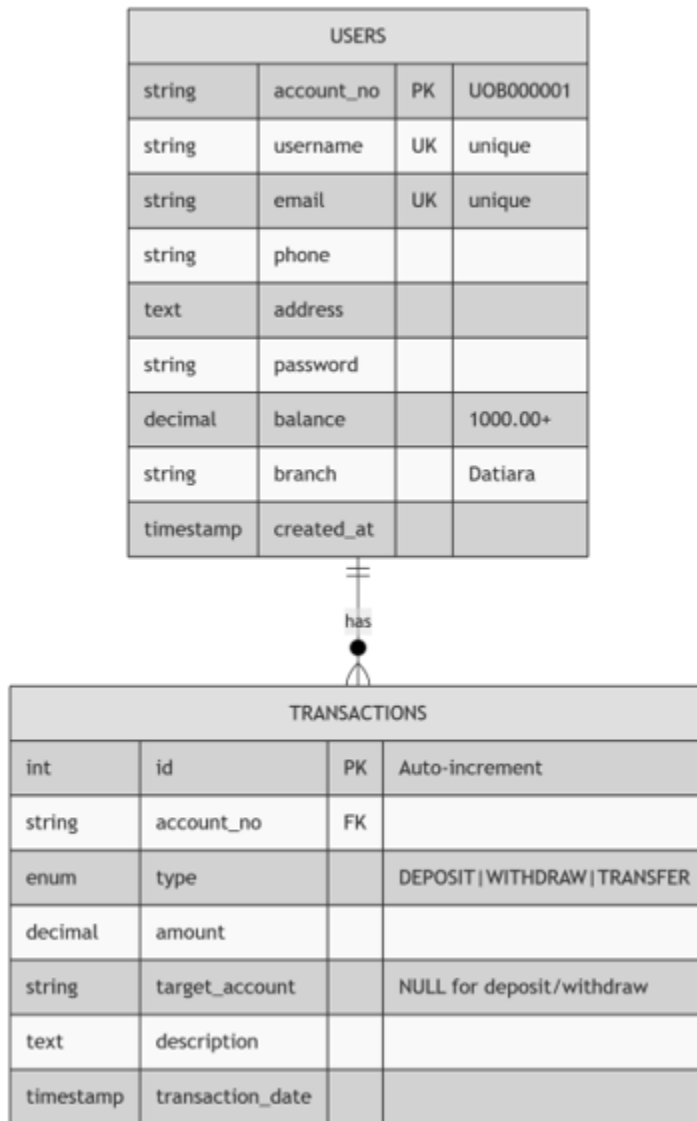 USERS
string account_no PK UOB000001
string username UK unique
string email UK unique
string phone
text address
string password
decimal balance 1000.00+
string branch Datiara
timestamp created_at
has
TRANSACTIONS
int id PK Auto-increment
string account_no FK
enum type DEPOSIT|WITHDRAW|TRANSFER
decimal amount
string target_account NULL for deposit/withdraw
text description
timestamp transaction_date